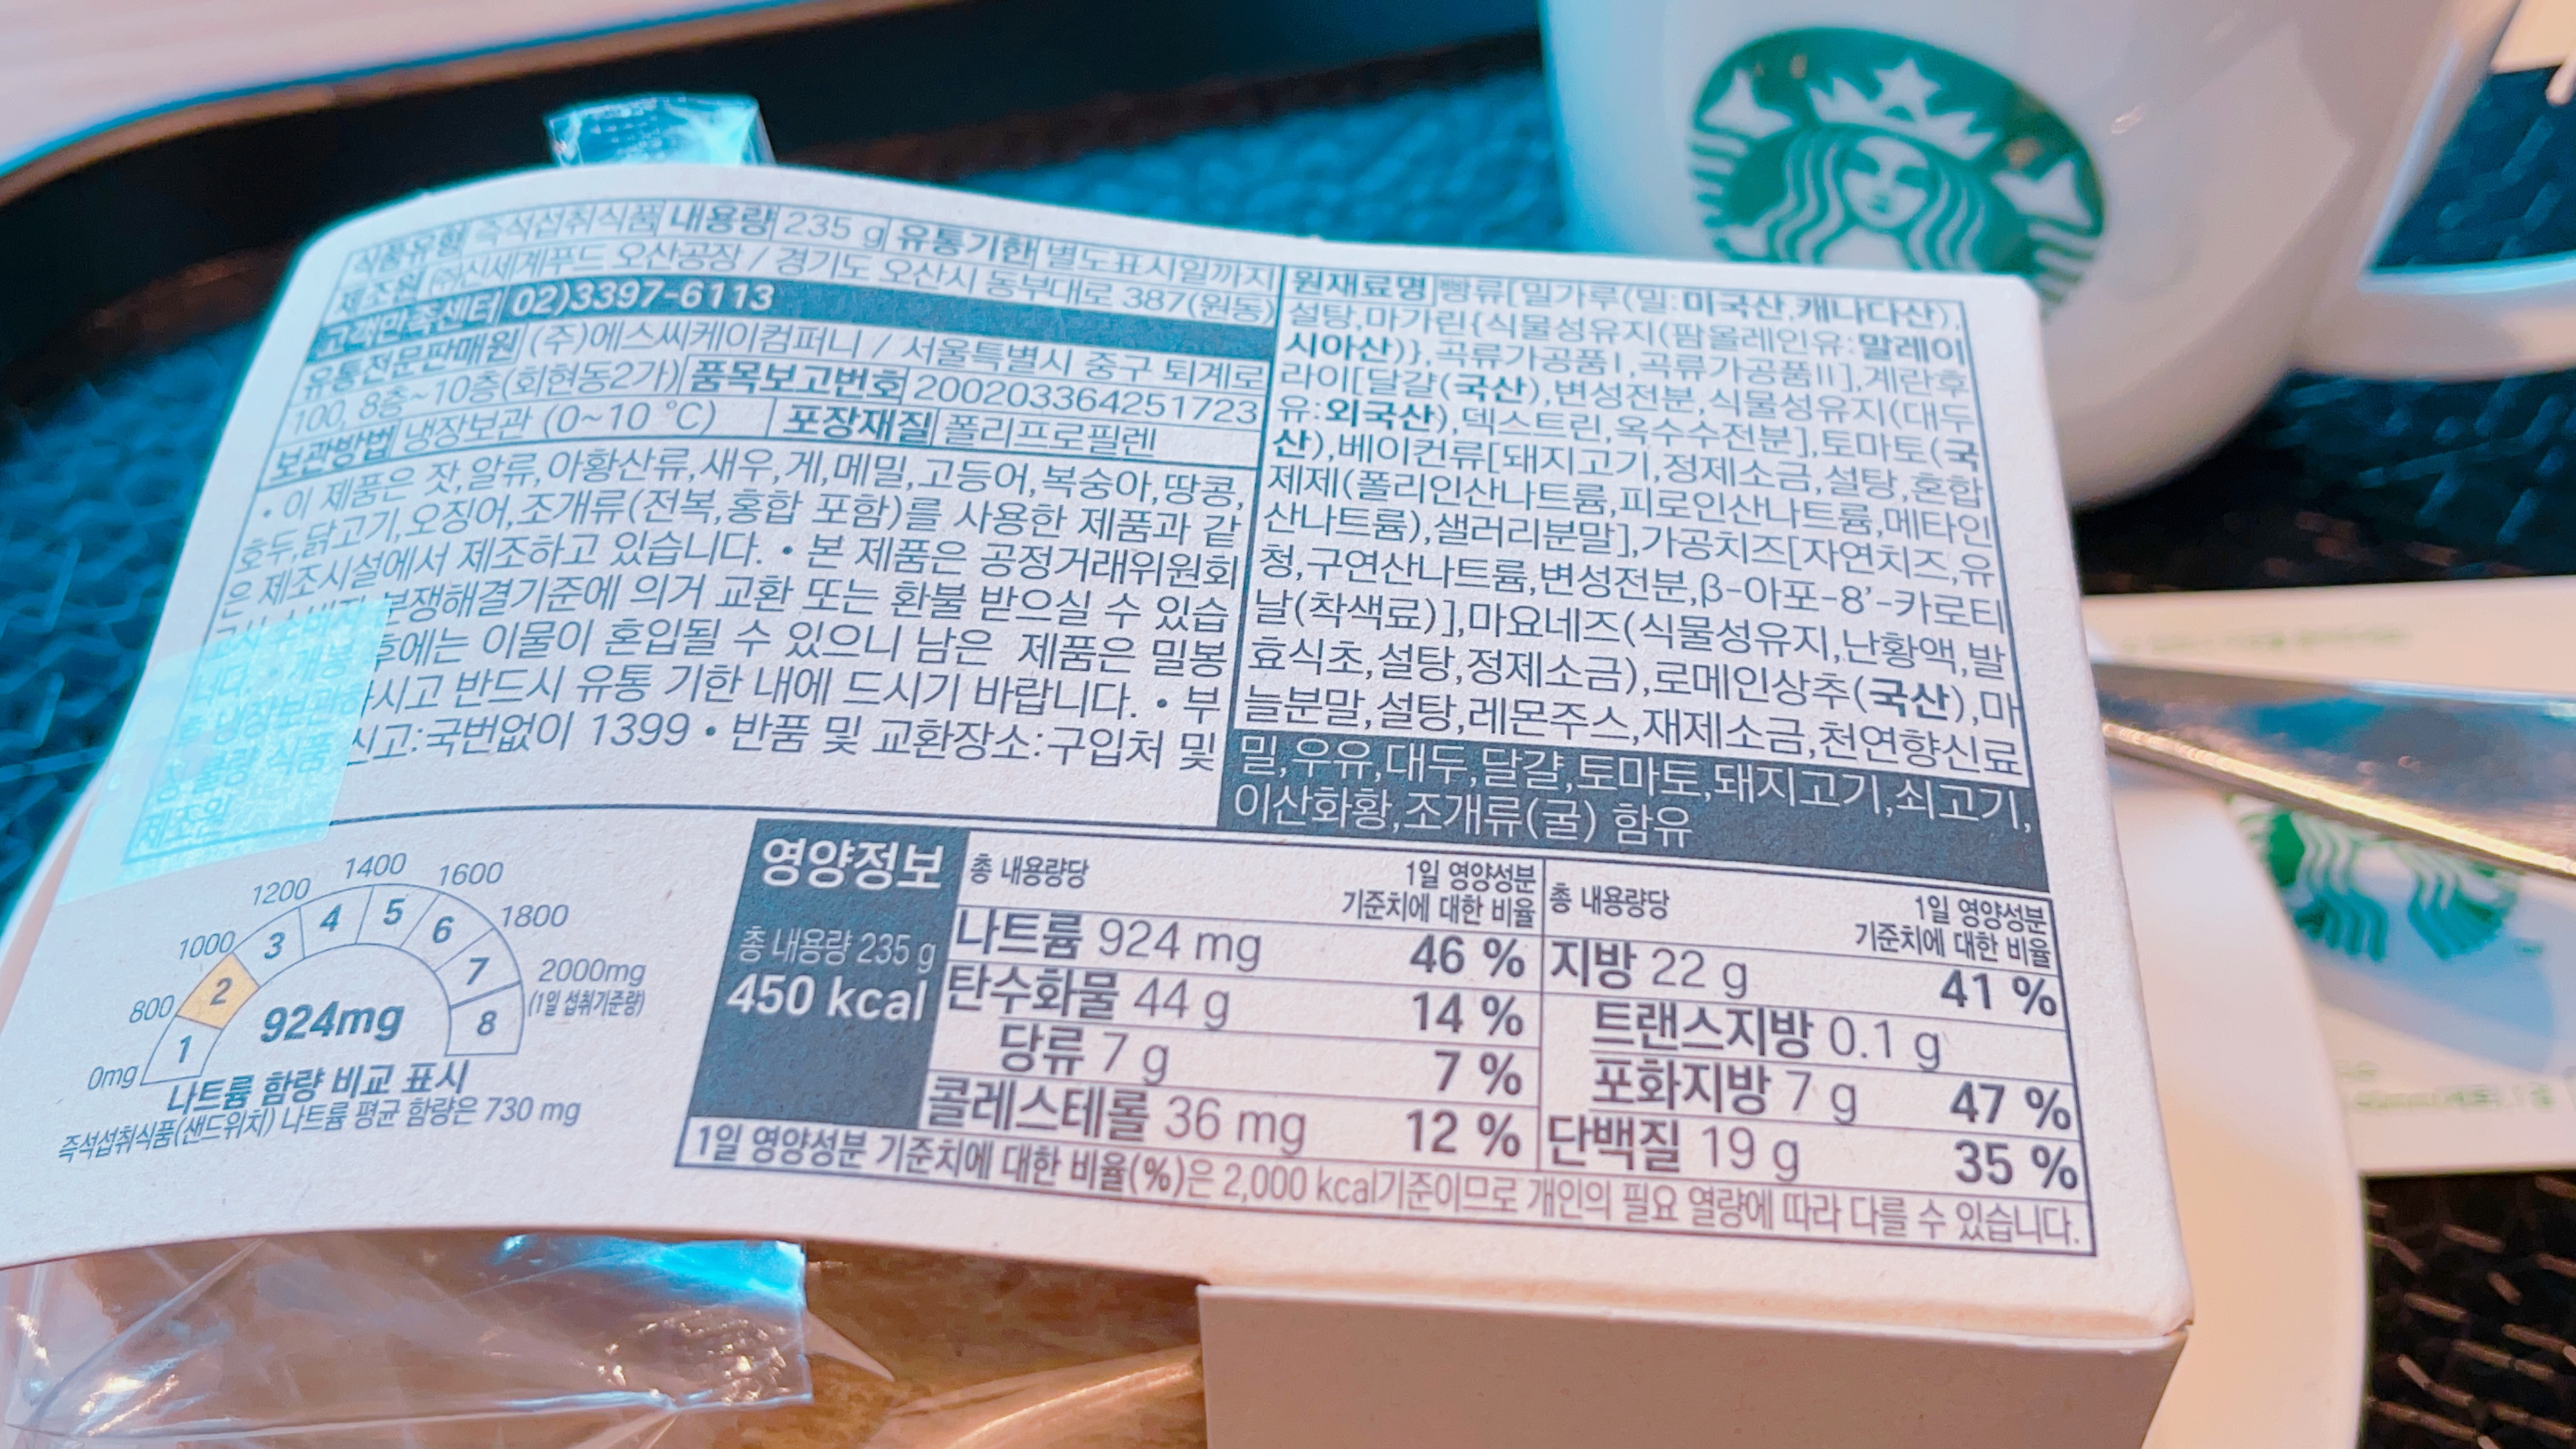 식품유형 즉석섭취식품 내용량 235 g 유통기한 별도표시일까지
제조원 ㈜신세계푸드 오산공장 / 경기도 오산시 동부대로 387(원동)
고객만족센터 02)3397-6113
유통전문판매원 (주)에스씨케이컴퍼니 / 서울특별시 중구 퇴계로
100, 8층~10층(회현동2가) 품목보고번호 2002033642517​23
보관방법 냉장보관 (0~10 ℃) 포장재질 폴리프로필렌
• 이 제품은 잣,알류,아황산류,새우,게,메밀,고등어,복숭아,땅콩,
호두,닭고기,오징어,조개류(전복,홍합 포함)를 사용한 제품과 같
은 제조시설에서 제조하고 있습니다. • 본 제품은 공정거래위원회
고시 소비자 분쟁해결기준에 의거 교환 또는 환불 받으실 수 있습
니다. • 개봉 후에는 이물이 혼입될 수 있으니 남은 제품은 밀봉
후 냉장보관하시고 반드시 유통 기한 내에 드시기 바랍니다. • 부
정·불량 식품 신고:국번없이 1399 • 반품 및 교환장소:구입처 및
제조원
원재료명 빵류[밀가루(밀:미국산,캐나다산),
설탕,마가린{식물성유지(팜올레인유:말레이
시아산)},곡류가공품I,곡류가공품II],계란후
라이[달걀(국산),변성전분,식물성유지(대두
유:외국산),덱스트린,옥수수전분],토마토(국
산),베이컨류[돼지고기,정제소금,설탕,혼합
제제(폴리인산나트륨,피로인산나트륨,메타인
산나트륨),샐러리분말],가공치즈[자연치즈,유
청,구연산나트륨,변성전분,β-아포-8'-카로티
날(착색료)],마요네즈(식물성유지,난황액,발
효식초,설탕,정제소금),로메인상추(국산),마
늘분말,설탕,레몬주스,재제소금,천연향신료
밀,우유,대두,달걀,토마토,돼지고기,쇠고기,
이산화황,조개류(굴) 함유
0mg 800 1000 1200 1400 1600 1800 2000mg
(1일 섭취기준량)
1 2 3 4 5 6 7 8
924mg
나트륨 함량 비교 표시
즉석섭취식품(샌드위치) 나트륨 평균 함량은 730 mg
영양정보
총 내용량 235 g
450 kcal
총 내용량당 1일 영양성분
기준치에 대한 비율
나트륨 924 mg 46 %
탄수화물 44 g 14 %
당류 7 g 7 %
콜레스테롤 36 mg 12 %
총 내용량당 1일 영양성분
기준치에 대한 비율
지방 22 g 41 %
트랜스지방 0.1 g
포화지방 7 g 47 %
단백질 19 g 35 %
1일 영양성분 기준치에 대한 비율(%)은 2,000 kcal기준이므로 개인의 필요 열량에 따라 다를 수 있습니다.